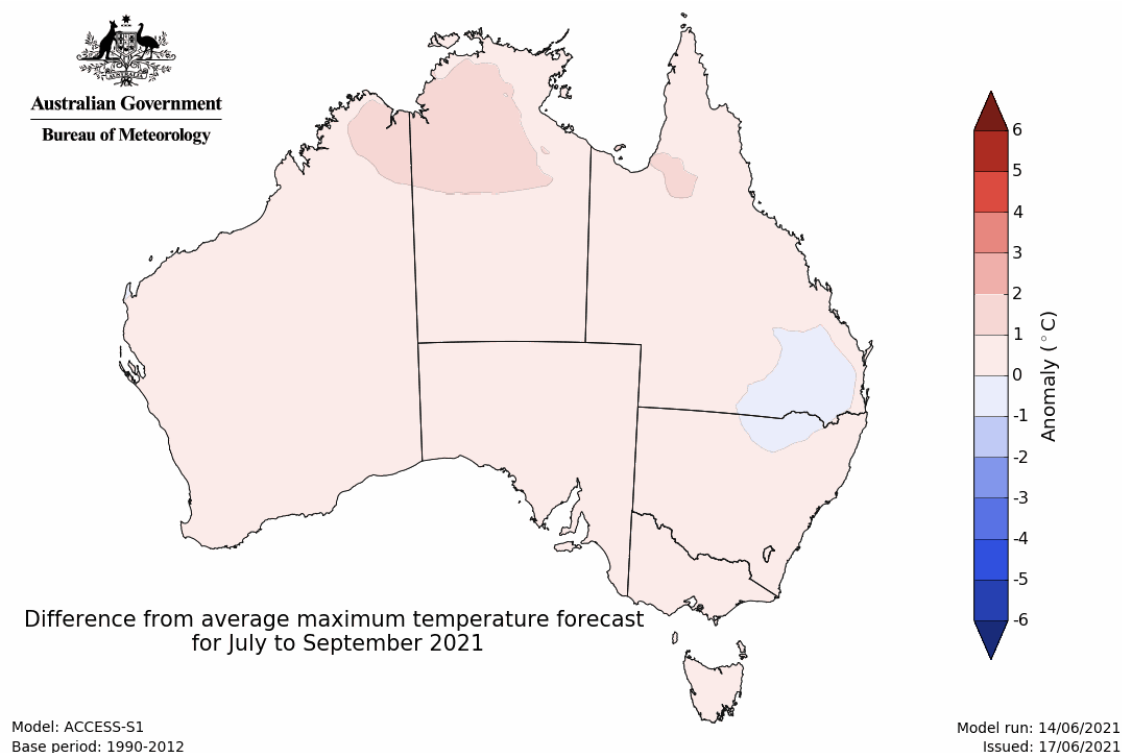 Australian Government
Bureau of Meteorology
6
5
4
3
2
1
0
-1
-2
-3
-4
-5
-6
Anomaly (°C)
Difference from average maximum temperature forecast
for July to September 2021
Model: ACCESS-S1
Base period: 1990-2012
Model run: 14/06/2021
Issued: 17/06/2021